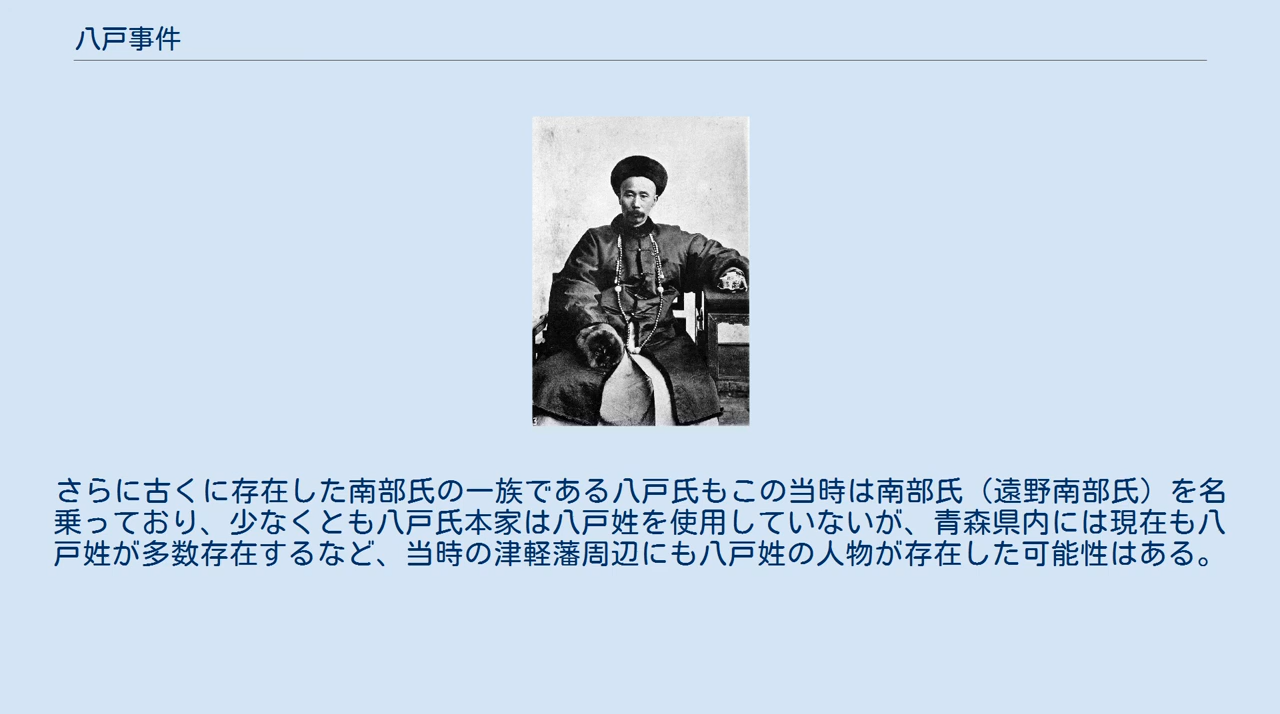 八戸事件
さらに古くに存在した南部氏の一族である八戸氏もこの当時は南部氏（遠野南部氏）を名
乗っており、少なくとも八戸氏本家は八戸姓を使用していないが、青森県内には現在も八
戸姓が多数存在するなど、当時の津軽藩周辺にも八戸姓の人物が存在した可能性はある。